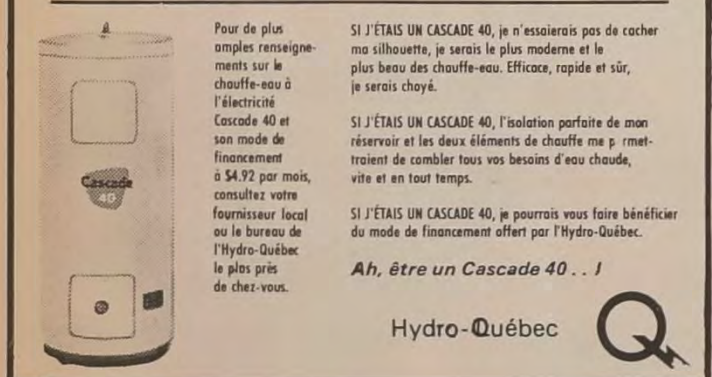 Cascade
40
Pour de plus
amples renseigne-
ments sur le
chauffe-eau à
l'électricité
Cascade 40 et
son mode de
financement
à $4.92 par mois,
consultez votre
fournisseur local
ou le bureau de
l'Hydro-Québec
le plus près
de chez-vous.
SI J'ÉTAIS UN CASCADE 40, je n'essaierais pas de cacher
ma silhouette, je serais le plus moderne et le
plus beau des chauffe-eau. Efficace, rapide et sûr,
je serais choyé.
SI J'ÉTAIS UN CASCADE 40, l'isolation parfaite de mon
réservoir et les deux éléments de chauffe me p rmet-
traient de combler tous vos besoins d'eau chaude,
vite et en tout temps.
SI J'ÉTAIS UN CASCADE 40, je pourrais vous faire bénéficier
du mode de financement offert par l'Hydro-Québec.
Ah, être un Cascade 40 . . !
Hydro-Québec